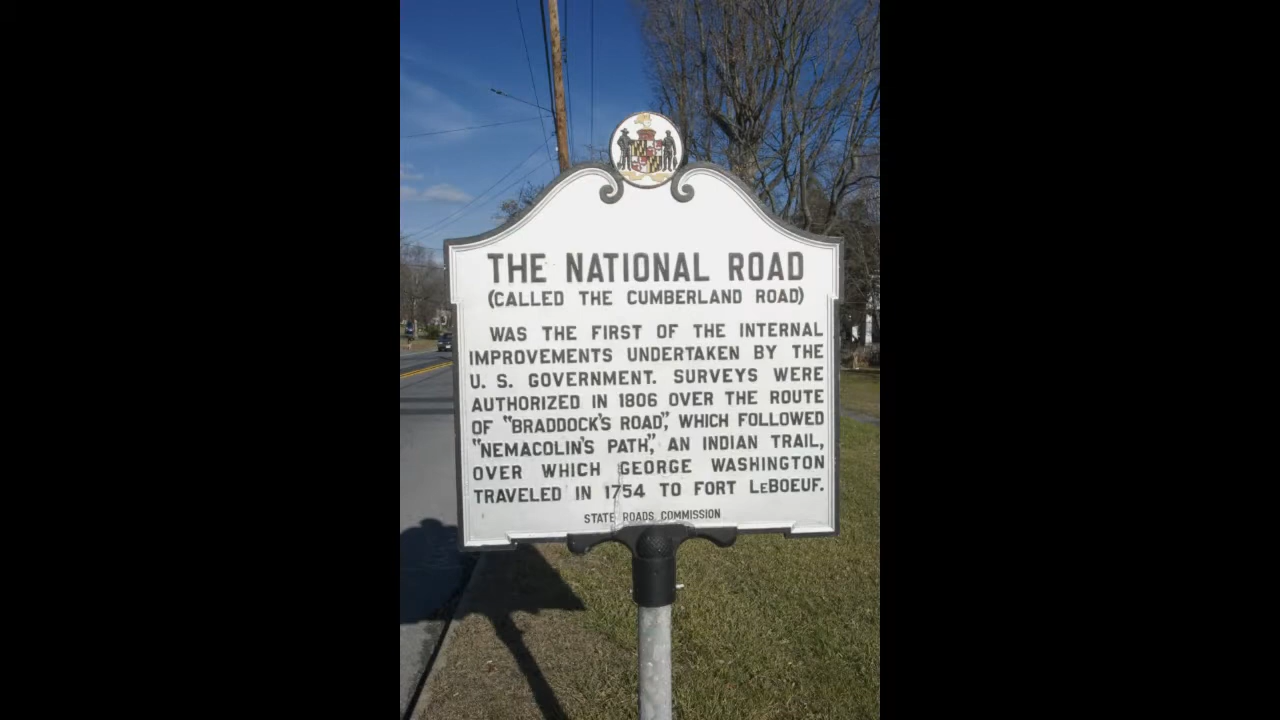 THE NATIONAL ROAD
(CALLED THE CUMBERLAND ROAD)
WAS THE FIRST OF THE INTERNAL
IMPROVEMENTS UNDERTAKEN BY THE
U. S. GOVERNMENT. SURVEYS WERE
AUTHORIZED IN 1806 OVER THE ROUTE
OF "BRADDOCK'S ROAD", WHICH FOLLOWED
"NEMACOLIN'S PATH", AN INDIAN TRAIL,
OVER WHICH GEORGE WASHINGTON
TRAVELED IN 1754 TO FORT LEBOEUF.
STATE ROADS COMMISSION